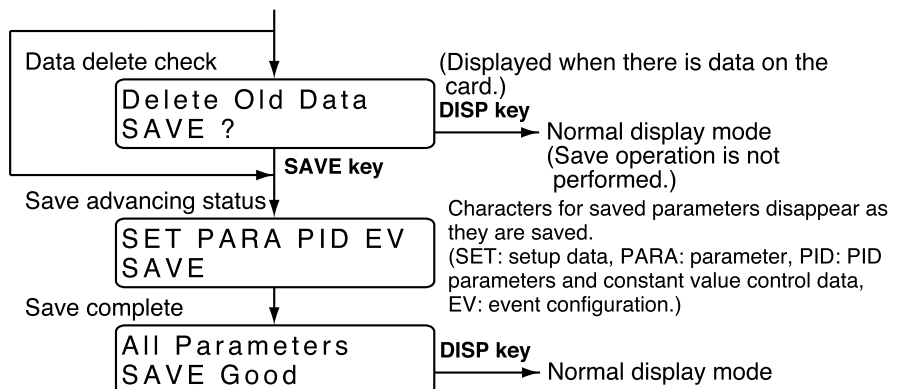 Data delete check
Delete Old Data
SAVE ?
(Displayed when there is data on the
card.)
DISP key
Normal display mode
(Save operation is not
performed.)
SAVE key
Save advancing status
SET PARA PID EV
SAVE
Characters for saved parameters disappear as
they are saved.
(SET: setup data, PARA: parameter, PID: PID
parameters and constant value control data,
EV: event configuration.)
Save complete
All Parameters
SAVE Good
DISP key
Normal display mode